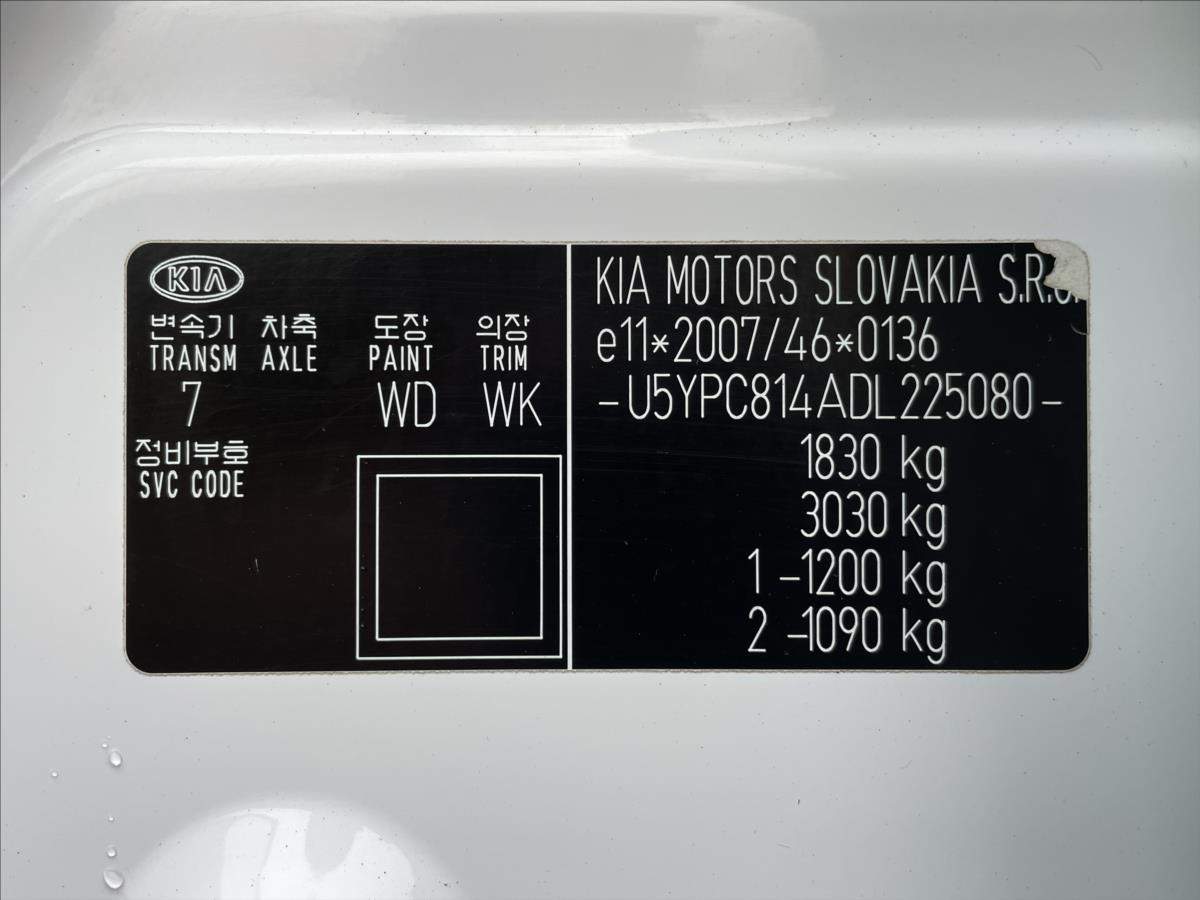 KIA
변속기 차축 도장 의장
TRANSM AXLE PAINT TRIM
7 WD WK
정비부호
SVC CODE
KIA MOTORS SLOVAKIA
e11*2007/46*0136
-U5YPC814ADL225080-
1830 kg
3030 kg
1 -1200 kg
2 -1090 kg